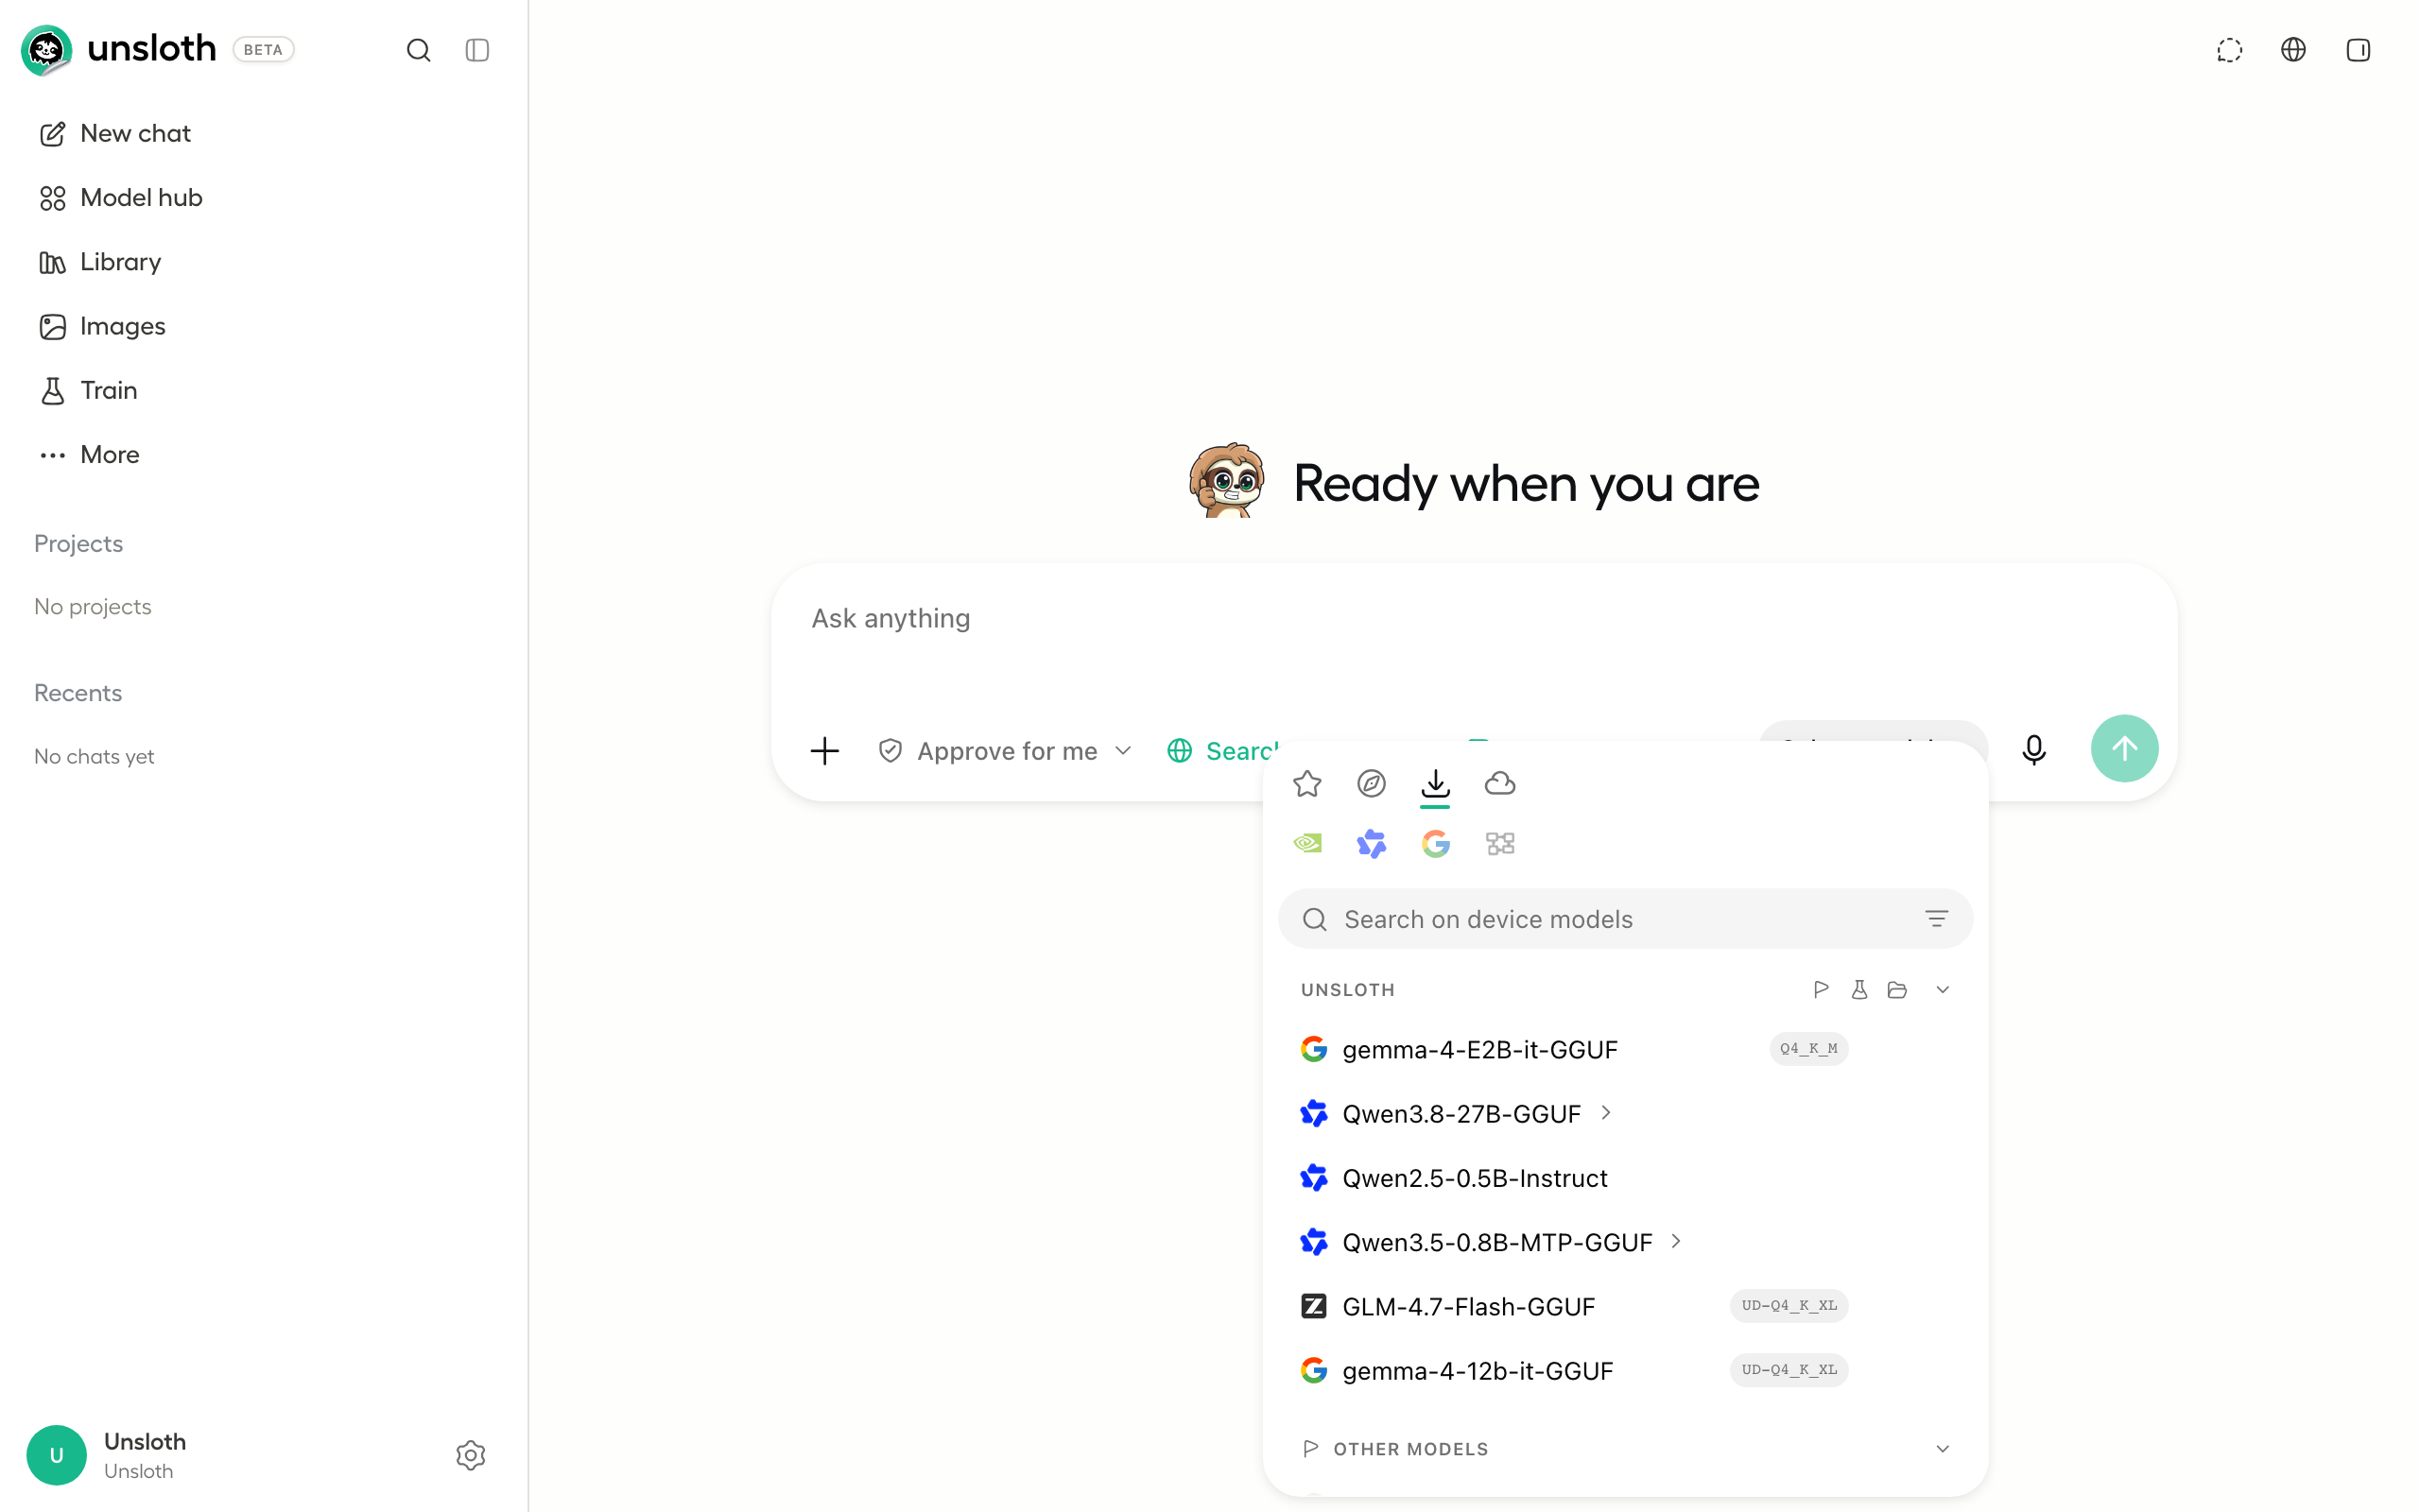 unsloth BETA
New chat
Model hub
Library
Images
Train
More
Projects
No projects
Recents
No chats yet
Unsloth
Unsloth
U
Ready when you are
Ask anything
Approve for me
Search
Search on device models
UNSLOTH
gemma-4-E2B-it-GGUF Q4_K_M
Qwen3.8-27B-GGUF
Qwen2.5-0.5B-Instruct
Qwen3.5-0.8B-MTP-GGUF
GLM-4.7-Flash-GGUF UD-Q4_K_XL
gemma-4-12b-it-GGUF UD-Q4_K_XL
OTHER MODELS